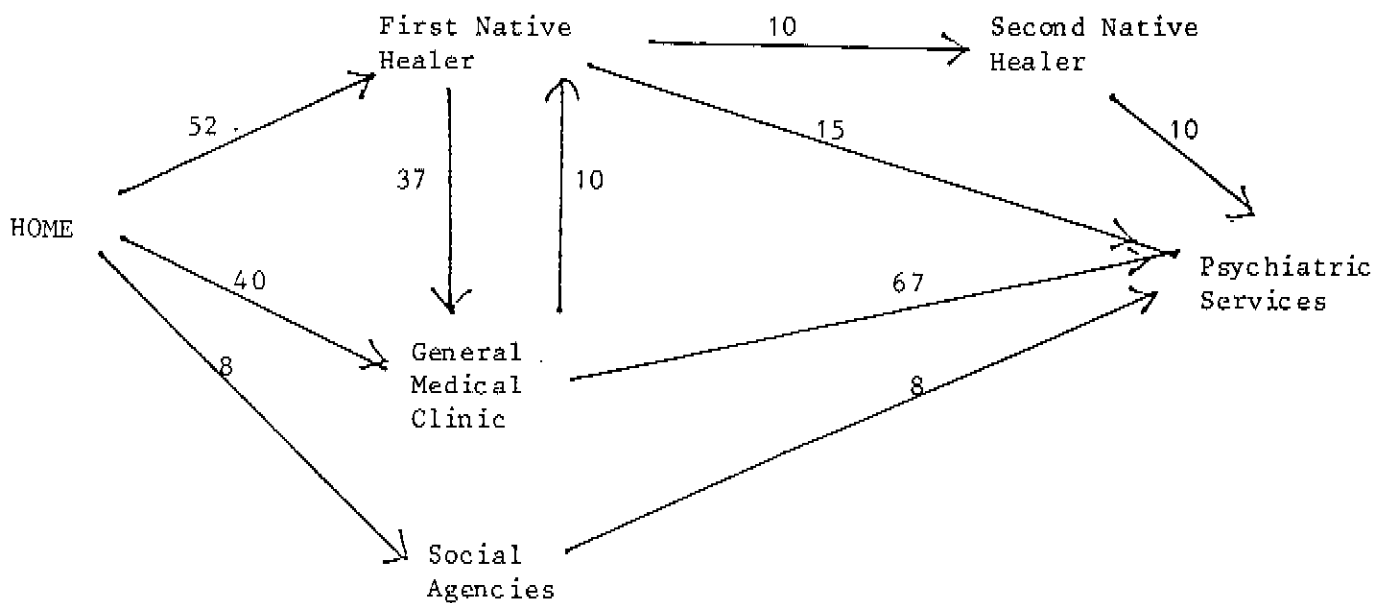 First Native
Healer
10
Second Native
Healer
52
15
10
37
10
HOME
40
67
Psychiatric
Services
General
Medical
Clinic
8
8
Social
Agencies